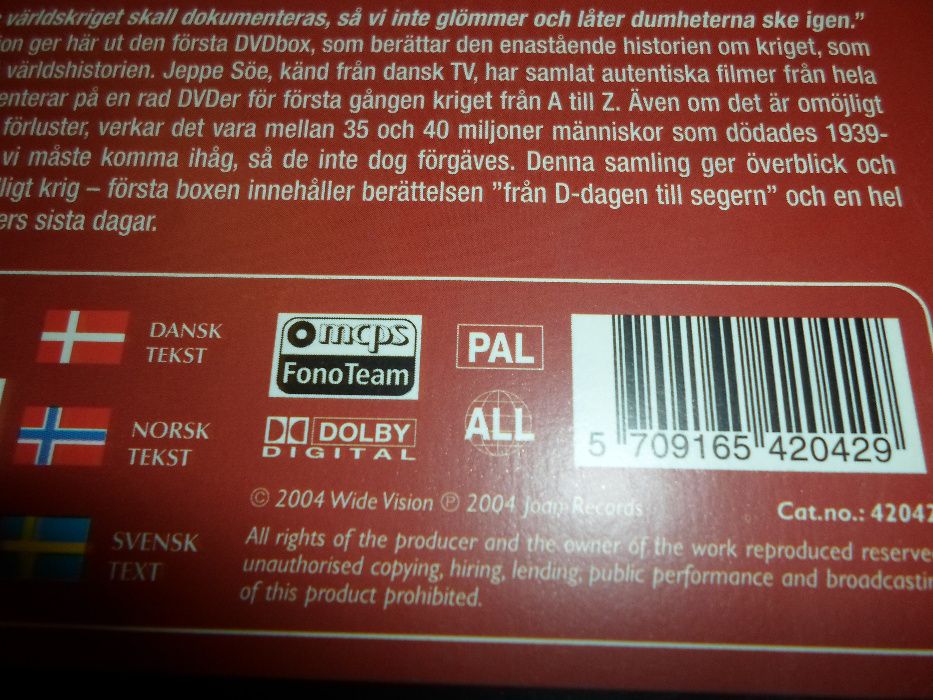 världskriget skall dokumenteras, så vi inte glömmer och låter dumheterna ske igen.”
ion ger här ut den första DVDbox, som berättar den enastående historien om kriget, som
världshistorien. Jeppe Söe, känd från dansk TV, har samlat autentiska filmer från hela
enterar på en rad DVDer för första gången kriget från A till Z. Även om det är omöjligt
förluster, verkar det vara mellan 35 och 40 miljoner människor som dödades 1939-
vi måste komma ihåg, så de inte dog förgäves. Denna samling ger överblick och
lligt krig – första boxen innehåller berättelsen ”från D-dagen till segern” och en hel
ers sista dagar.
DANSK
TEKST
NORSK
TEKST
SVENSK
TEXT
mcps
FonoTeam
DOLBY
DIGITAL
PAL
ALL
5 709165 420429
© 2004 Wide Vision ℗ 2004 Joan Records
Cat.no.: 42042
All rights of the producer and the owner of the work reproduced reserve
unauthorised copying, hiring, lending, public performance and broadcastin
of this product prohibited.